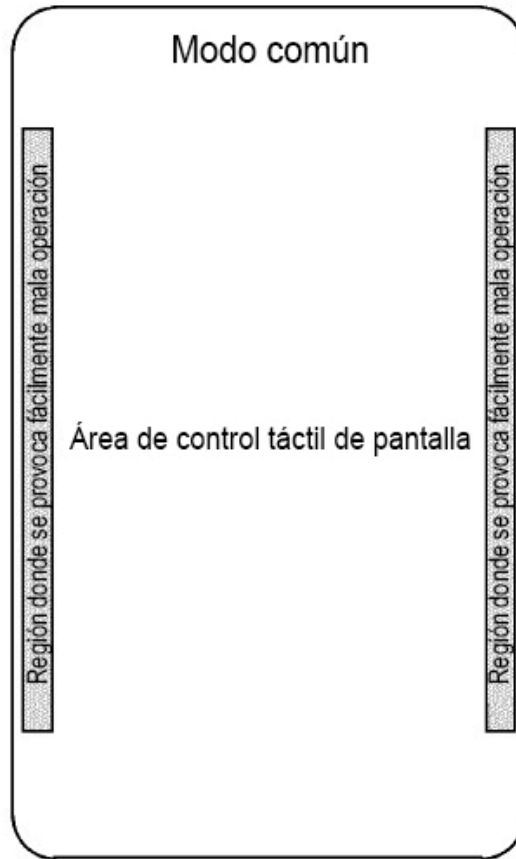 Modo común
Región donde se provoca fácilmente mala operación
Área de control táctil de pantalla
Región donde se provoca fácilmente mala operación